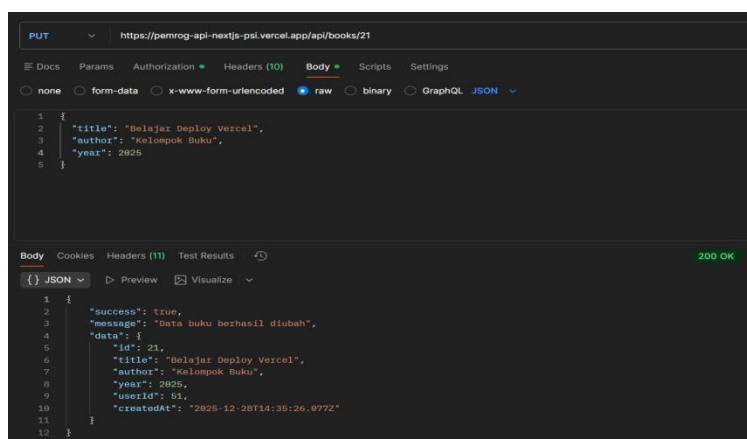 PUT https://pemrog-api-nextjs-psi.vercel.app/api/books/21
Docs Params Authorization Headers (10) Body Scripts Settings
none form-data x-www-form-urlencoded raw binary GraphQL JSON
1 {
2 "title": "Belajar Deploy Vercel",
3 "author": "Kelompok Buku",
4 "year": 2025
5 }
Body Cookies Headers (11) Test Results 200 OK
{} JSON Preview Visualize
1 {
2 "success": true,
3 "message": "Data buku berhasil diubah",
4 "data": {
5 "id": 21,
6 "title": "Belajar Deploy Vercel",
7 "author": "Kelompok Buku",
8 "year": 2025,
9 "userId": 51,
10 "createdAt": "2025-12-28T14:35:26.077Z"
11 }
12 }